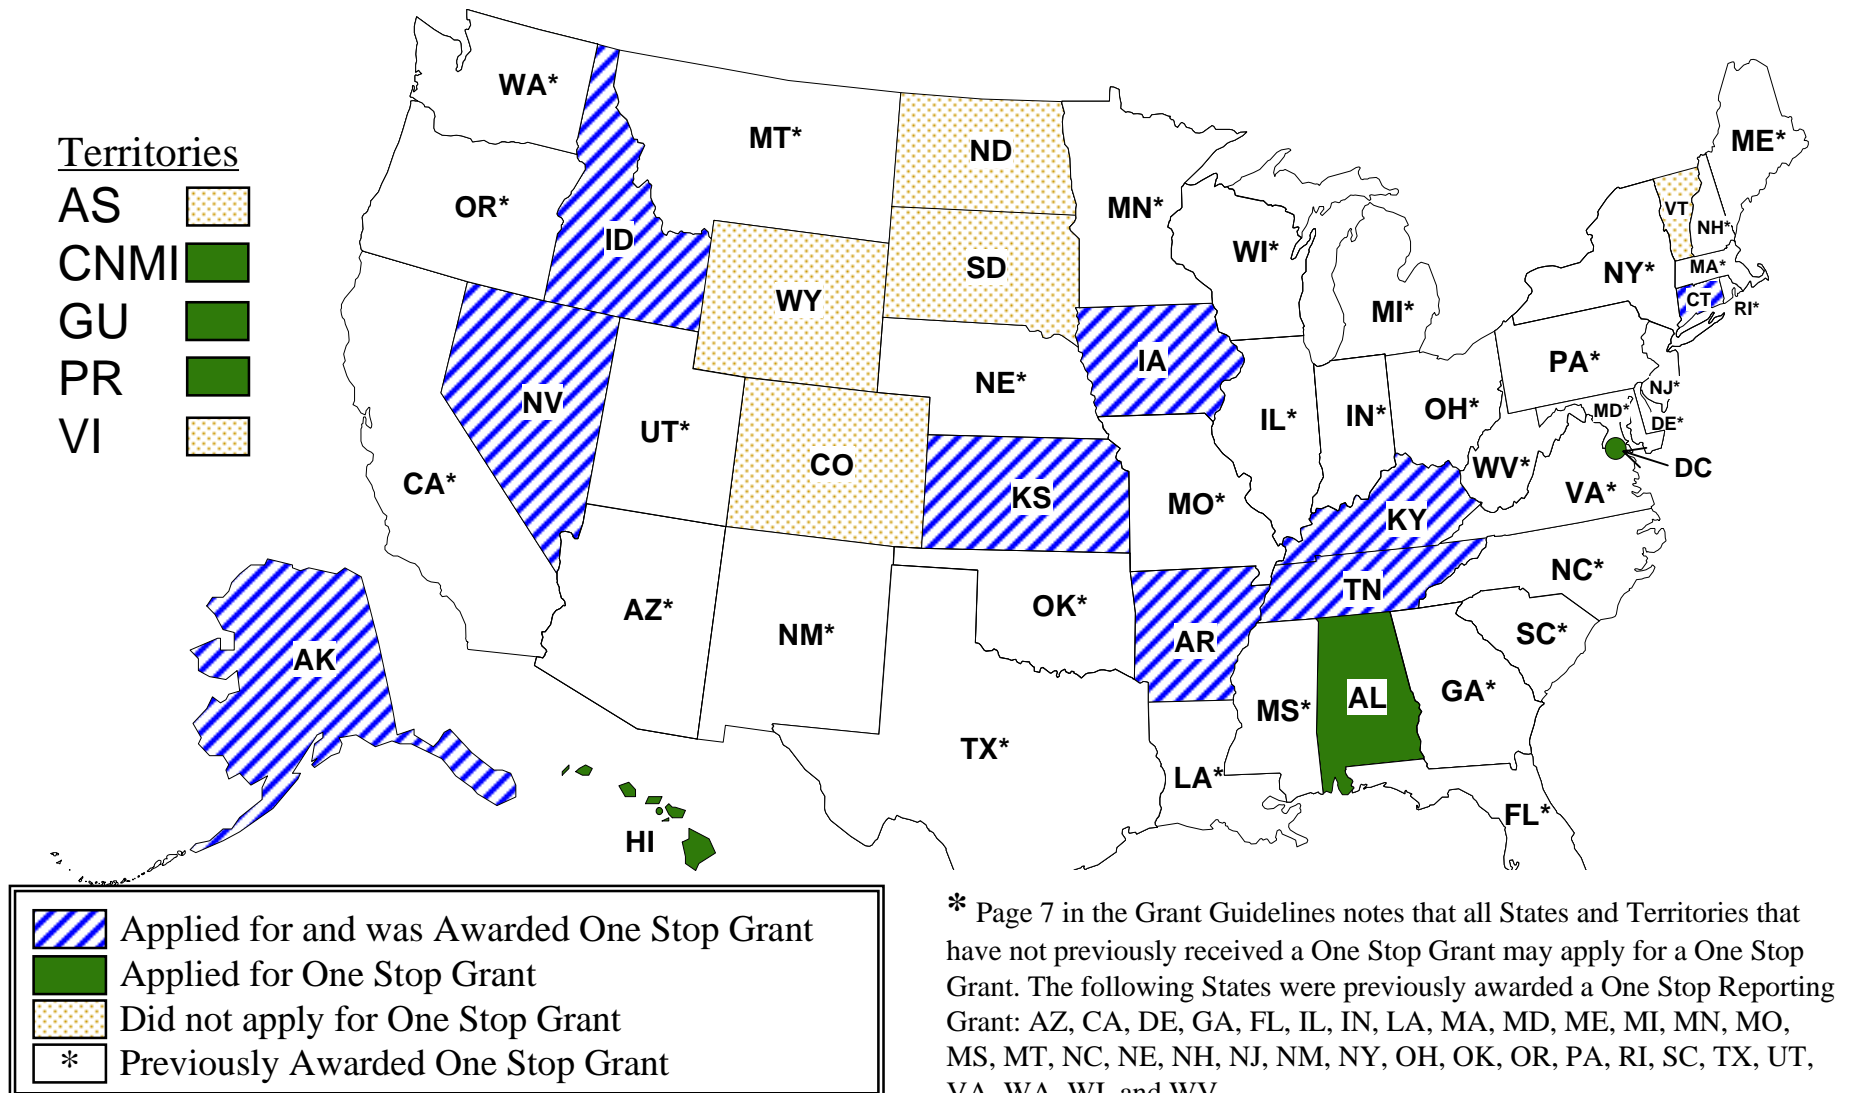 Territories
AS
CNMI
GU
PR
VI
WA*
OR*
CA*
ID
NV
MT*
WY
UT*
CO
AZ*
NM*
ND
SD
NE*
KS
OK*
TX*
MN*
IA
MO*
AR
LA*
WI*
IL*
MI*
IN*
OH*
KY
TN
MS*
AL
GA*
FL*
SC*
NC*
VA*
WV*
DC
MD*
DE*
NJ*
PA*
NY*
CT
RI*
MA*
VT
NH*
ME*
AK
HI
Applied for and was Awarded One Stop Grant
Applied for One Stop Grant
Did not apply for One Stop Grant
* Previously Awarded One Stop Grant
* Page 7 in the Grant Guidelines notes that all States and Territories that
have not previously received a One Stop Grant may apply for a One Stop
Grant. The following States were previously awarded a One Stop Reporting
Grant: AZ, CA, DE, GA, FL, IL, IN, LA, MA, MD, ME, MI, MN, MO,
MS, MT, NC, NE, NH, NJ, NM, NY, OH, OK, OR, PA, RI, SC, TX, UT,
VA, WA, WI, and WV